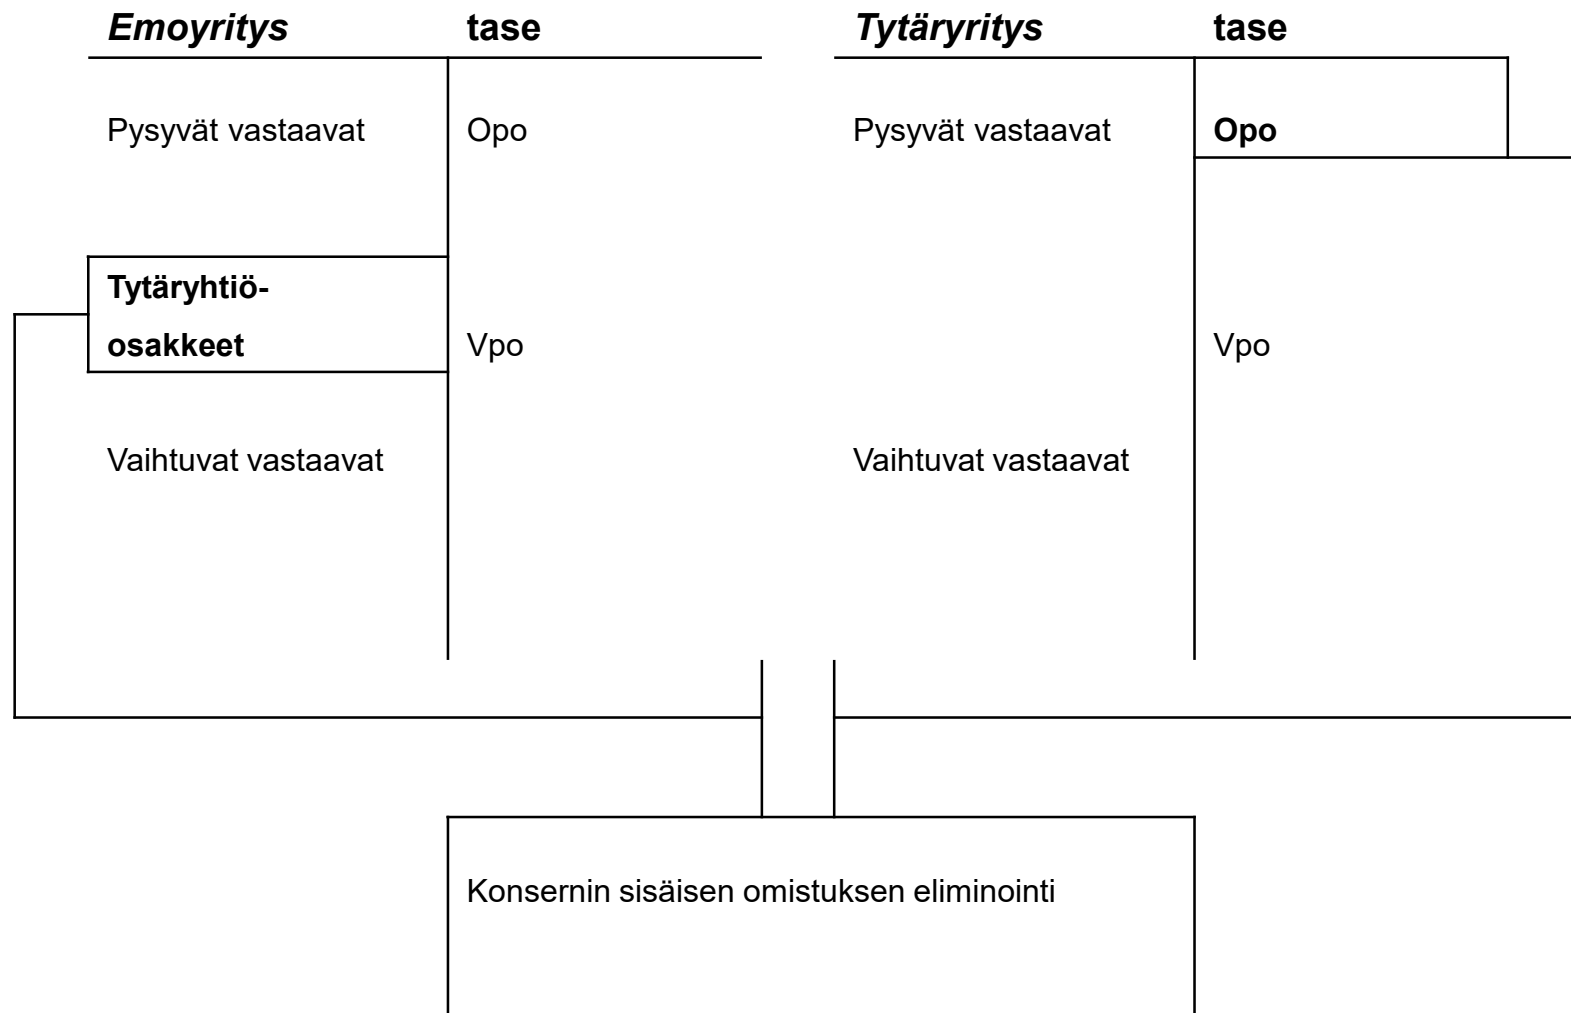 Emoyritys tase Tytäryritys tase
Pysyvät vastaavat Opo Pysyvät vastaavat Opo
Tytäryhtiö-
osakkeet Vpo Vpo
Vaihtuvat vastaavat Vaihtuvat vastaavat
Konsernin sisäisen omistuksen eliminointi